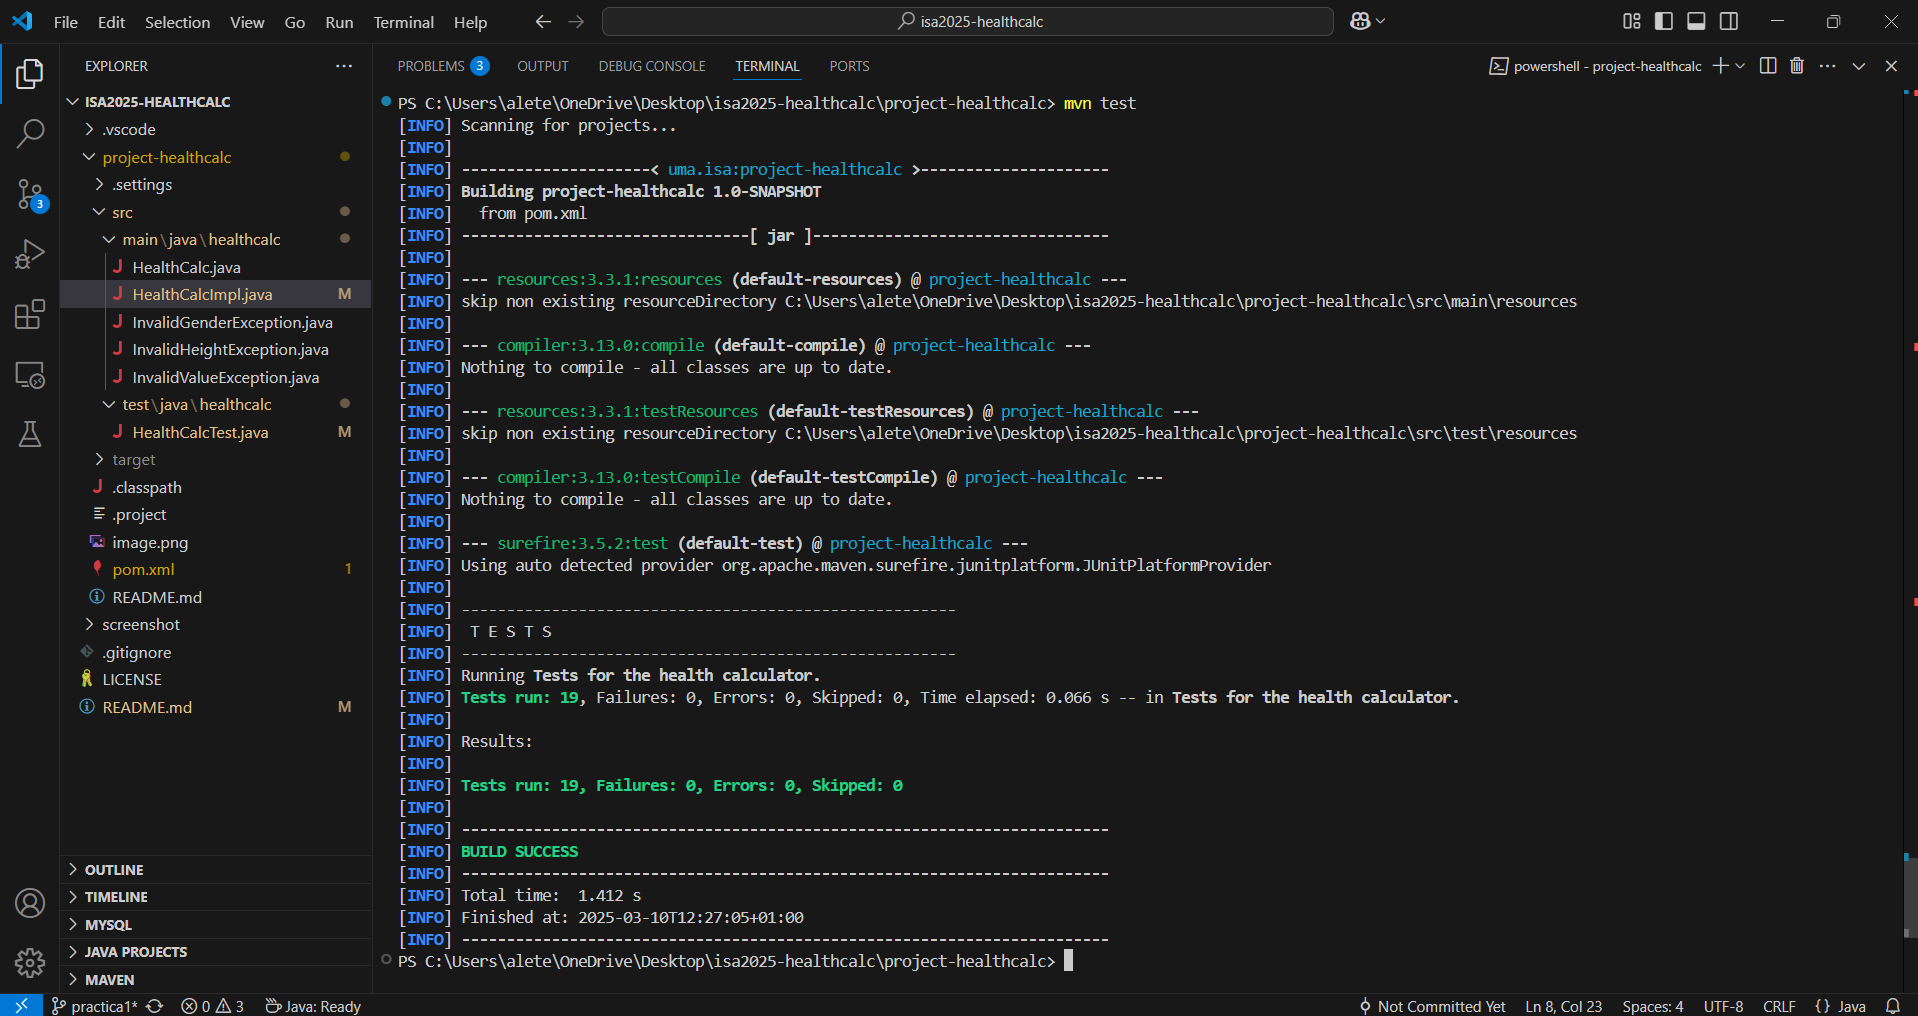 File Edit Selection View Go Run Terminal Help
isa2025-healthcalc
EXPLORER
ISA2025-HEALTHCALC
.vscode
project-healthcalc
.settings
src
main\java\healthcalc
HealthCalc.java
HealthCalcImpl.java M
InvalidGenderException.java
InvalidHeightException.java
InvalidValueException.java
test\java\healthcalc
HealthCalcTest.java M
target
.classpath
.project
image.png
pom.xml 1
README.md
screenshot
.gitignore
LICENSE
README.md M
OUTLINE
TIMELINE
MYSQL
JAVA PROJECTS
MAVEN
3
PROBLEMS 3 OUTPUT DEBUG CONSOLE TERMINAL PORTS
powershell - project-healthcalc
PS C:\Users\alete\OneDrive\Desktop\isa2025-healthcalc\project-healthcalc> mvn test
[INFO] Scanning for projects...
[INFO]
[INFO] ---------------------< uma.isa:project-healthcalc >---------------------
[INFO] Building project-healthcalc 1.0-SNAPSHOT
[INFO]   from pom.xml
[INFO] --------------------------------[ jar ]---------------------------------
[INFO]
[INFO] --- resources:3.3.1:resources (default-resources) @ project-healthcalc ---
[INFO] skip non existing resourceDirectory C:\Users\alete\OneDrive\Desktop\isa2025-healthcalc\project-healthcalc\src\main\resources
[INFO]
[INFO] --- compiler:3.13.0:compile (default-compile) @ project-healthcalc ---
[INFO] Nothing to compile - all classes are up to date.
[INFO]
[INFO] --- resources:3.3.1:testResources (default-testResources) @ project-healthcalc ---
[INFO] skip non existing resourceDirectory C:\Users\alete\OneDrive\Desktop\isa2025-healthcalc\project-healthcalc\src\test\resources
[INFO]
[INFO] --- compiler:3.13.0:testCompile (default-testCompile) @ project-healthcalc ---
[INFO] Nothing to compile - all classes are up to date.
[INFO]
[INFO] --- surefire:3.5.2:test (default-test) @ project-healthcalc ---
[INFO] Using auto detected provider org.apache.maven.surefire.junitplatform.JUnitPlatformProvider
[INFO]
[INFO] -------------------------------------------------------
[INFO]  T E S T S
[INFO] -------------------------------------------------------
[INFO] Running Tests for the health calculator.
[INFO] Tests run: 19, Failures: 0, Errors: 0, Skipped: 0, Time elapsed: 0.066 s -- in Tests for the health calculator.
[INFO]
[INFO] Results:
[INFO]
[INFO] Tests run: 19, Failures: 0, Errors: 0, Skipped: 0
[INFO]
[INFO] ------------------------------------------------------------------------
[INFO] BUILD SUCCESS
[INFO] ------------------------------------------------------------------------
[INFO] Total time:  1.412 s
[INFO] Finished at: 2025-03-10T12:27:05+01:00
[INFO] ------------------------------------------------------------------------
PS C:\Users\alete\OneDrive\Desktop\isa2025-healthcalc\project-healthcalc>
practica1* 0 3 Java: Ready Not Committed Yet Ln 8, Col 23 Spaces: 4 UTF-8 CRLF {} Java